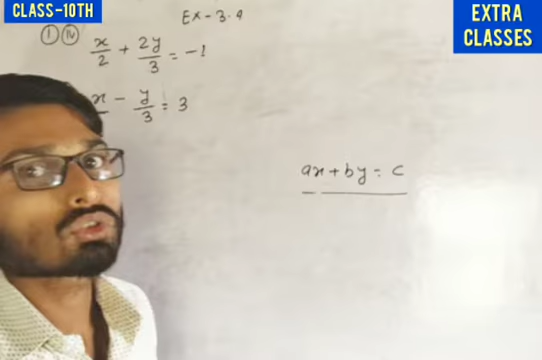 CLASS-10TH
EXTRA
CLASSES
EX-3.4
① ⓘⓥ x/2 + 2y/3 = -1
x - y/3 = 3
ax+by=c